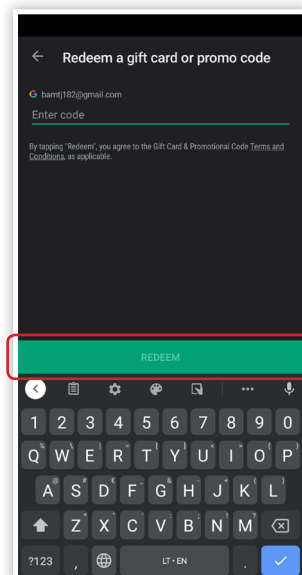 Redeem a gift card or promo code
bamtj182@gmail.com
Enter code
By tapping "Redeem", you agree to the Gift Card & Promotional Code Terms and
Conditions, as applicable.
REDEEM
1 2 3 4 5 6 7 8 9 0
Q W E R T Y U I O P
A S D F G H J K L
Z X C V B N M
?123 , LT • EN .